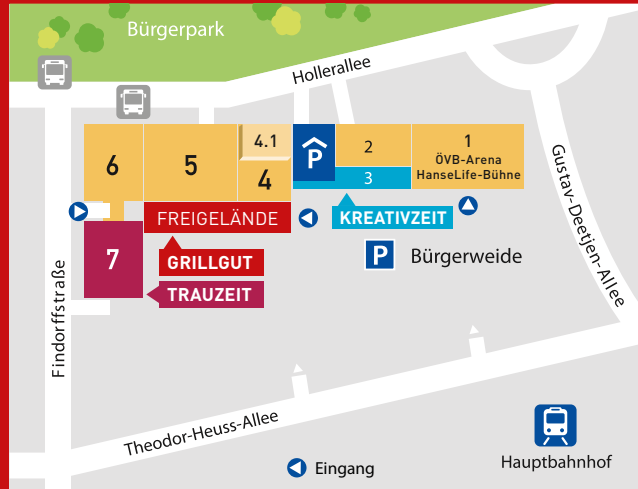 Bürgerpark
Hollerallee
4.1
6
5
4
P
2
3
1
ÖVB-Arena
HanseLife-Bühne
FREIGELÄNDE
KREATIVZEIT
7
GRILLGUT
TRAUZEIT
P
Bürgerweide
Gustav-Deetjen-Allee
Findorffstraße
Theodor-Heuss-Allee
Eingang
Hauptbahnhof